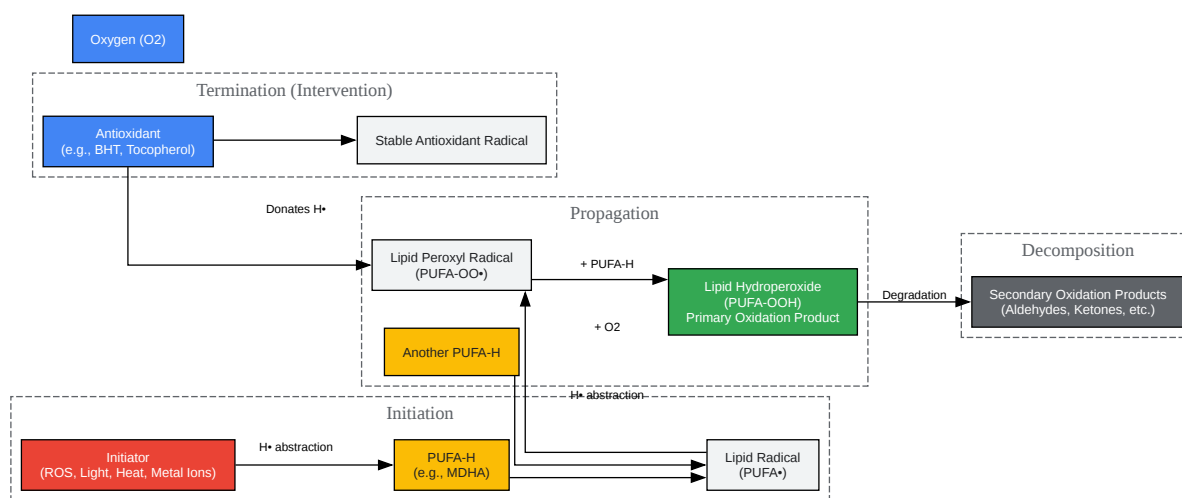 Oxygen (O2)
Termination (Intervention)
Antioxidant
(e.g., BHT, Tocopherol)
Stable Antioxidant Radical
Donates H•
Propagation
Lipid Peroxyl Radical
(PUFA-OO•)
+ PUFA-H
Lipid Hydroperoxide
(PUFA-OOH)
Primary Oxidation Product
Degradation
Decomposition
Secondary Oxidation Products
(Aldehydes, Ketones, etc.)
+ O2
Another PUFA-H
H• abstraction
Initiation
Initiator
(ROS, Light, Heat, Metal Ions)
H• abstraction
PUFA-H
(e.g., MDHA)
Lipid Radical
(PUFA•)